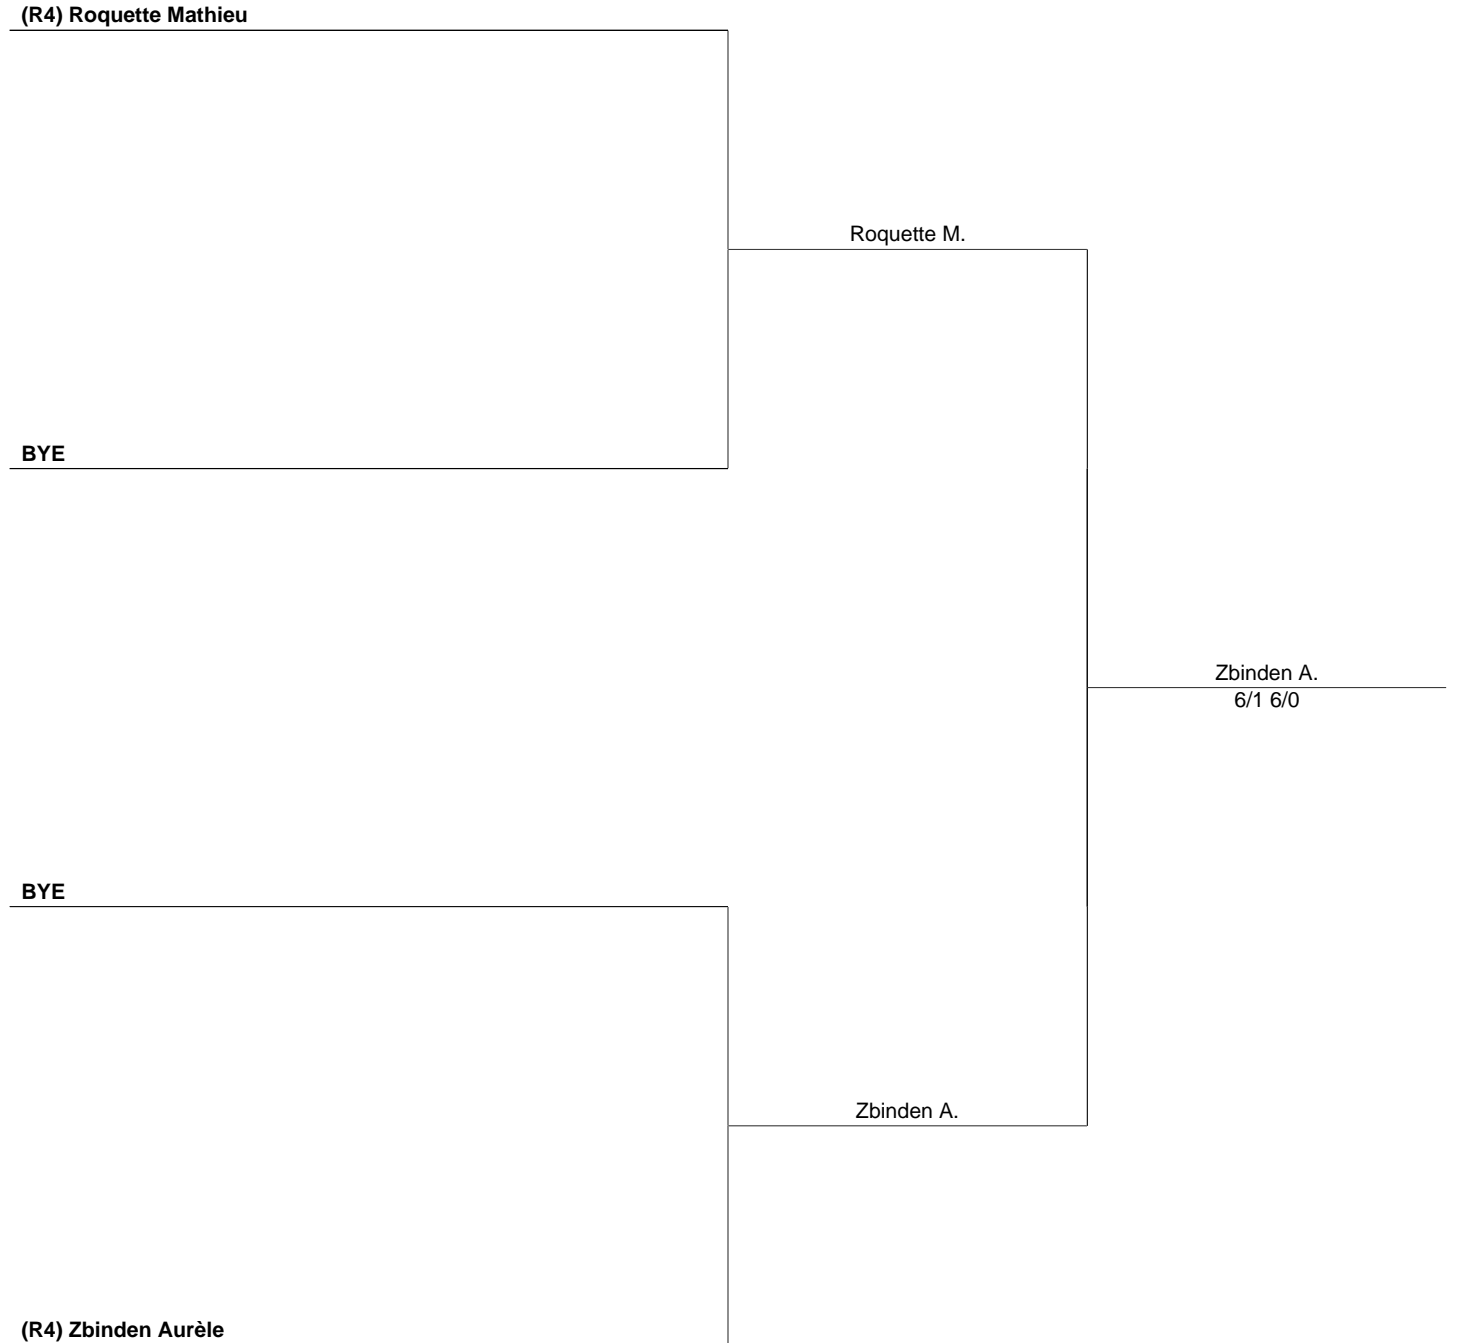 (R4) Roquette Mathieu
Roquette M.
BYE
Zbinden A.
6/1 6/0
BYE
Zbinden A.
(R4) Zbinden Aurèle